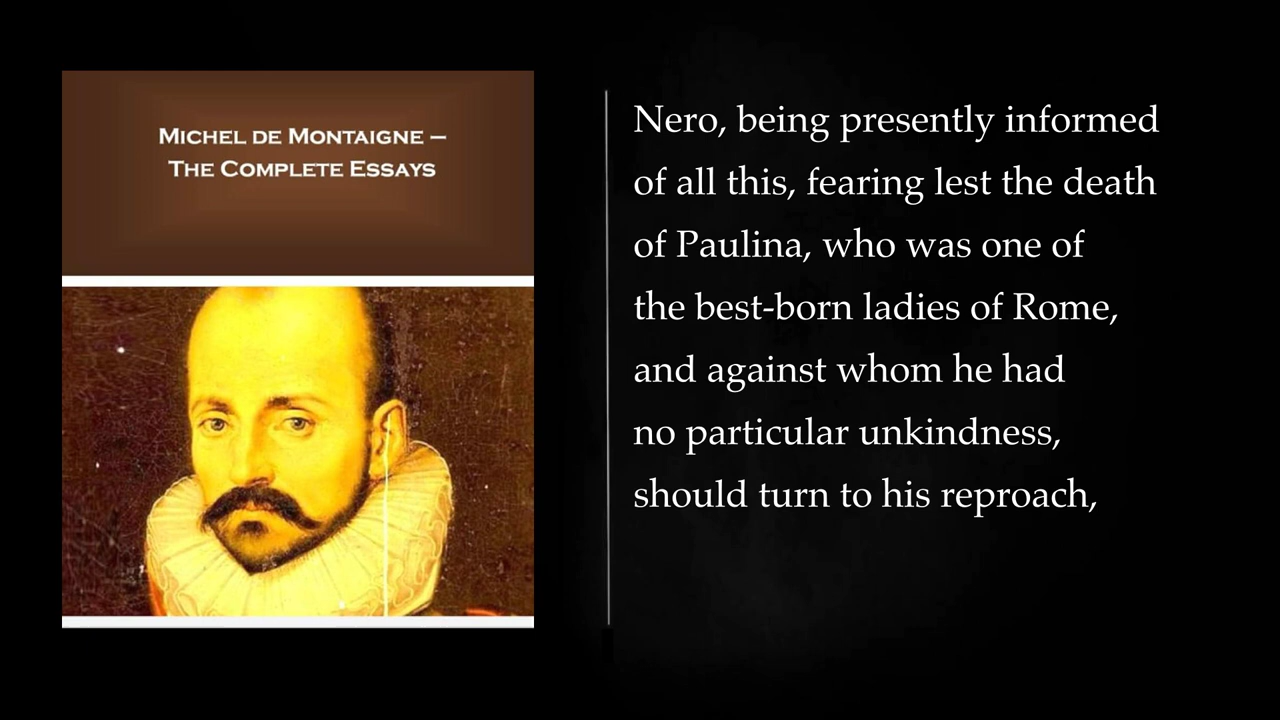 MICHEL DE MONTAIGNE –
THE COMPLETE ESSAYS
Nero, being presently informed
of all this, fearing lest the death
of Paulina, who was one of
the best-born ladies of Rome,
and against whom he had
no particular unkindness,
should turn to his reproach,